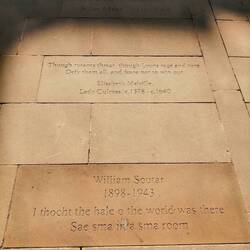 Though tyrants threat, though Lyons rage and rore
Defy them all, and feare not to win out
Elizabeth Melville,
Lady Culross c.1578 - c.1640
William Soutar
1898-1943
I thocht the hale o the world was there
Sae sma in a sma room